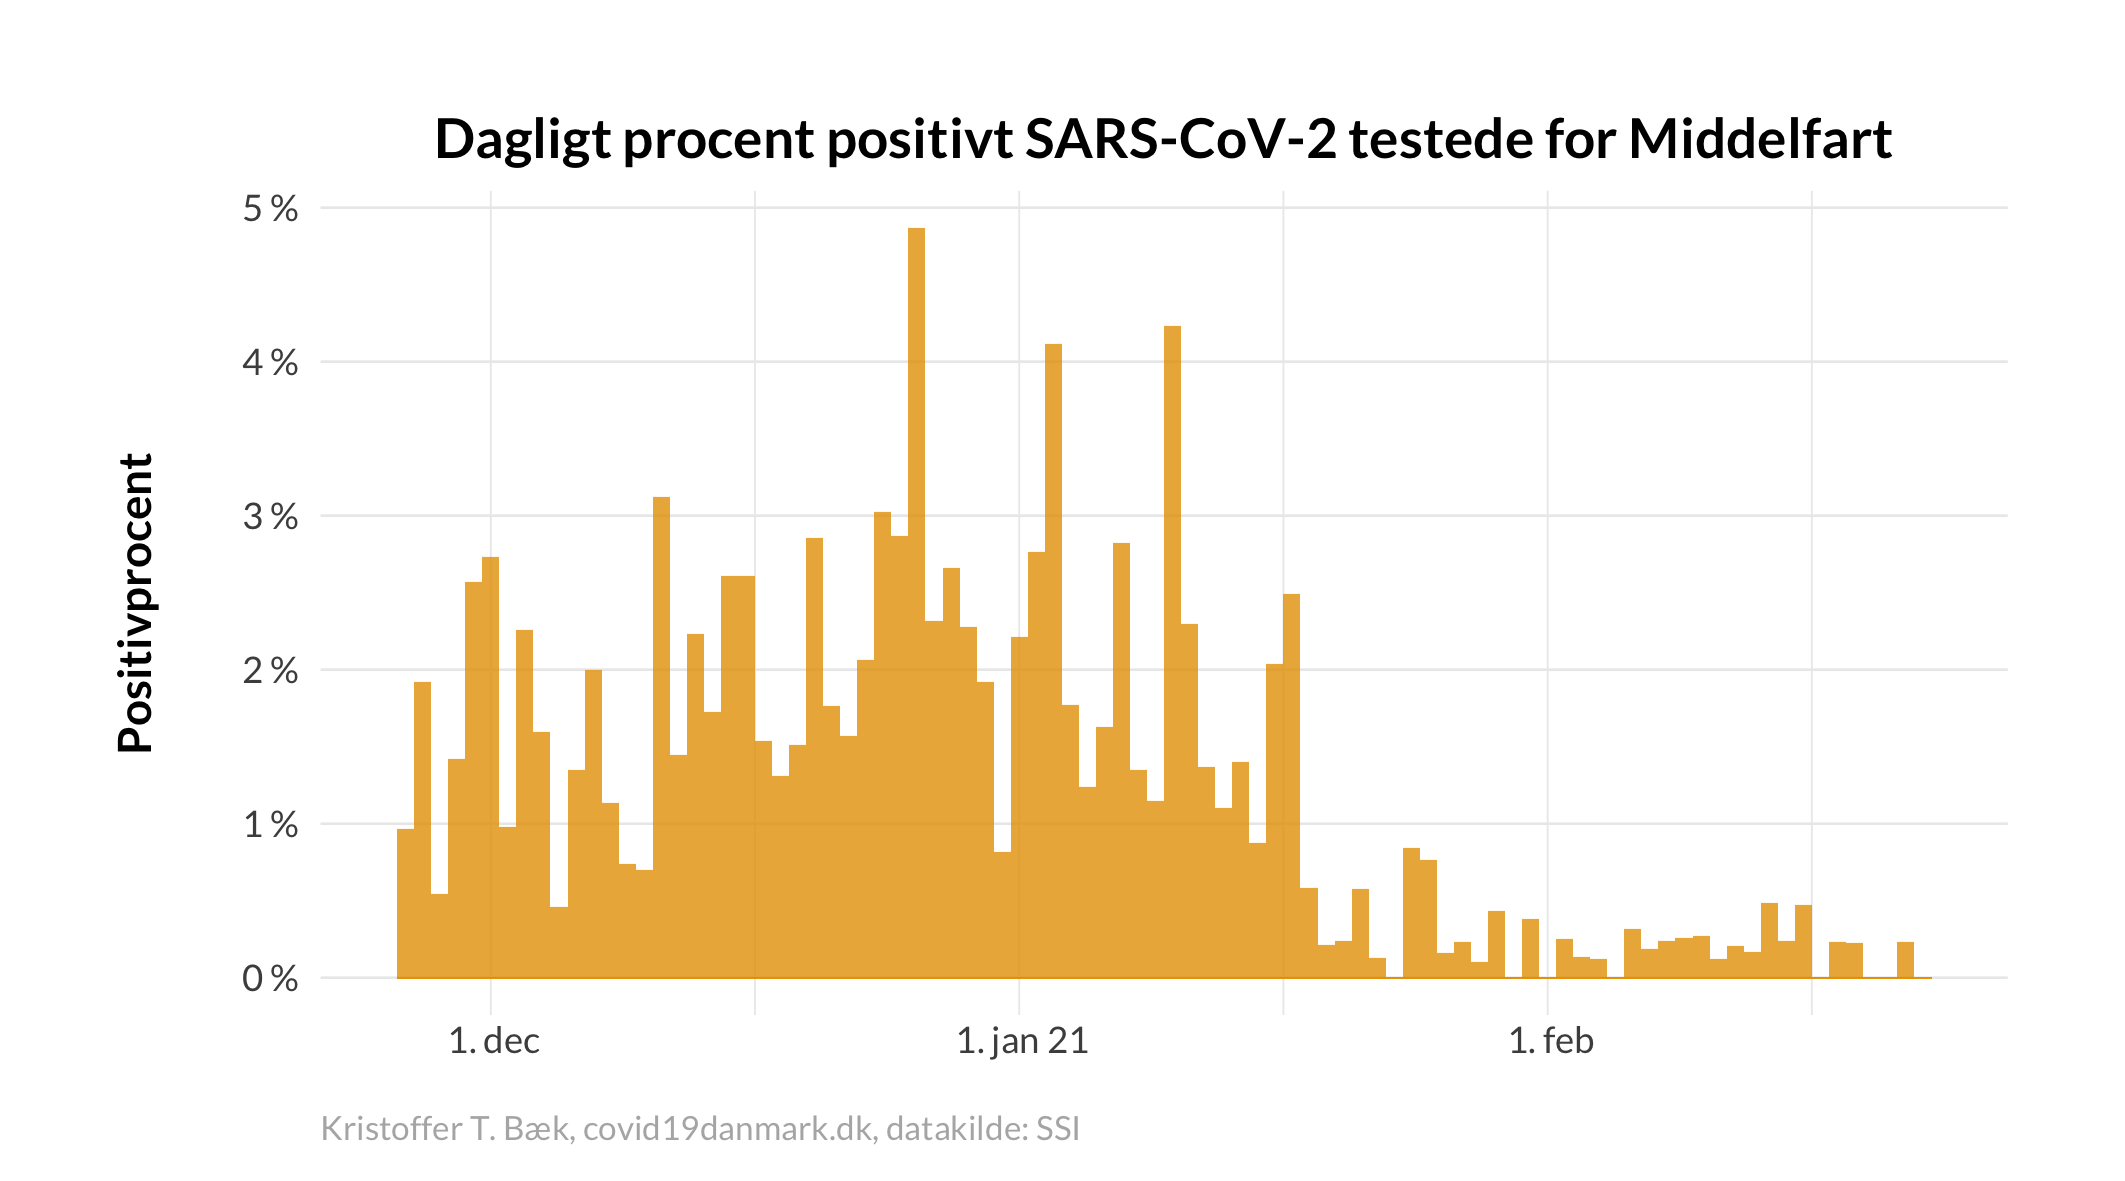 Dagligt procent positivt SARS-CoV-2 testede for Middelfart
Positivprocent
5 %
4 %
3 %
2 %
1 %
0 %
1. dec
1. jan 21
1. feb
Kristoffer T. Bæk, covid19danmark.dk, datakilde: SSI